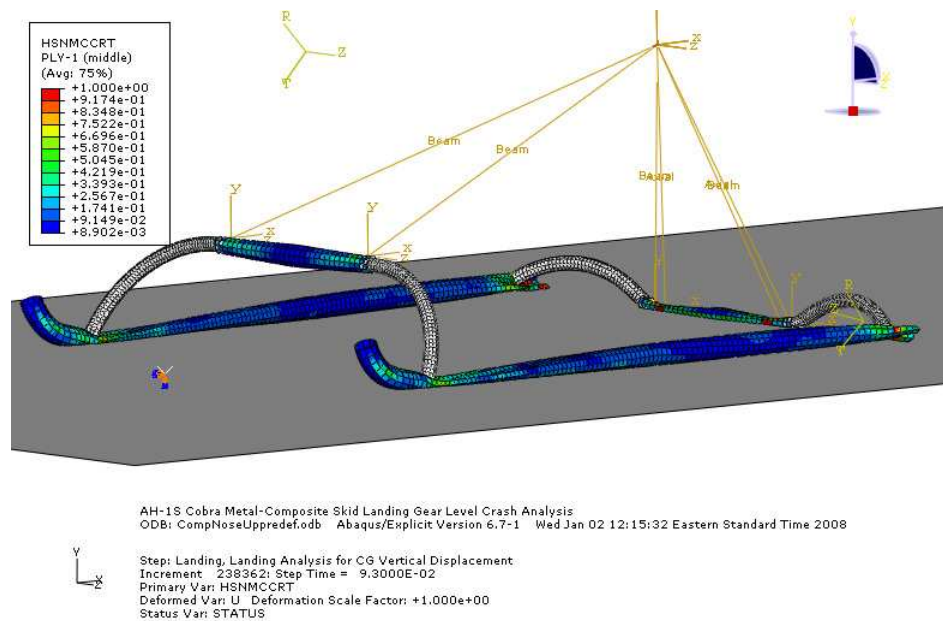 HSNMCCRT
PLY-1 (middle)
(Avg: 75%)
+1.000e+00
+9.174e-01
+8.348e-01
+7.522e-01
+6.696e-01
+5.870e-01
+5.045e-01
+4.219e-01
+3.393e-01
+2.567e-01
+1.741e-01
+9.149e-02
+8.902e-03
R
Z
T
X
Z
Y
Beam
Beam
Y
X
Z
Y
X
Z
Y
X
R
Z
T
AH-1S Cobra Metal-Composite Skid Landing Gear Level Crash Analysis
ODB: CompNoseUppredef.odb Abaqus/Explicit Version 6.7-1 Wed Jan 02 12:15:32 Eastern Standard Time 2008
Y
X
Z
Step: Landing, Landing Analysis for CG Vertical Displacement
Increment 238362: Step Time = 9.3000E-02
Primary Var: HSNMCCRT
Deformed Var: U Deformation Scale Factor: +1.000e+00
Status Var: STATUS